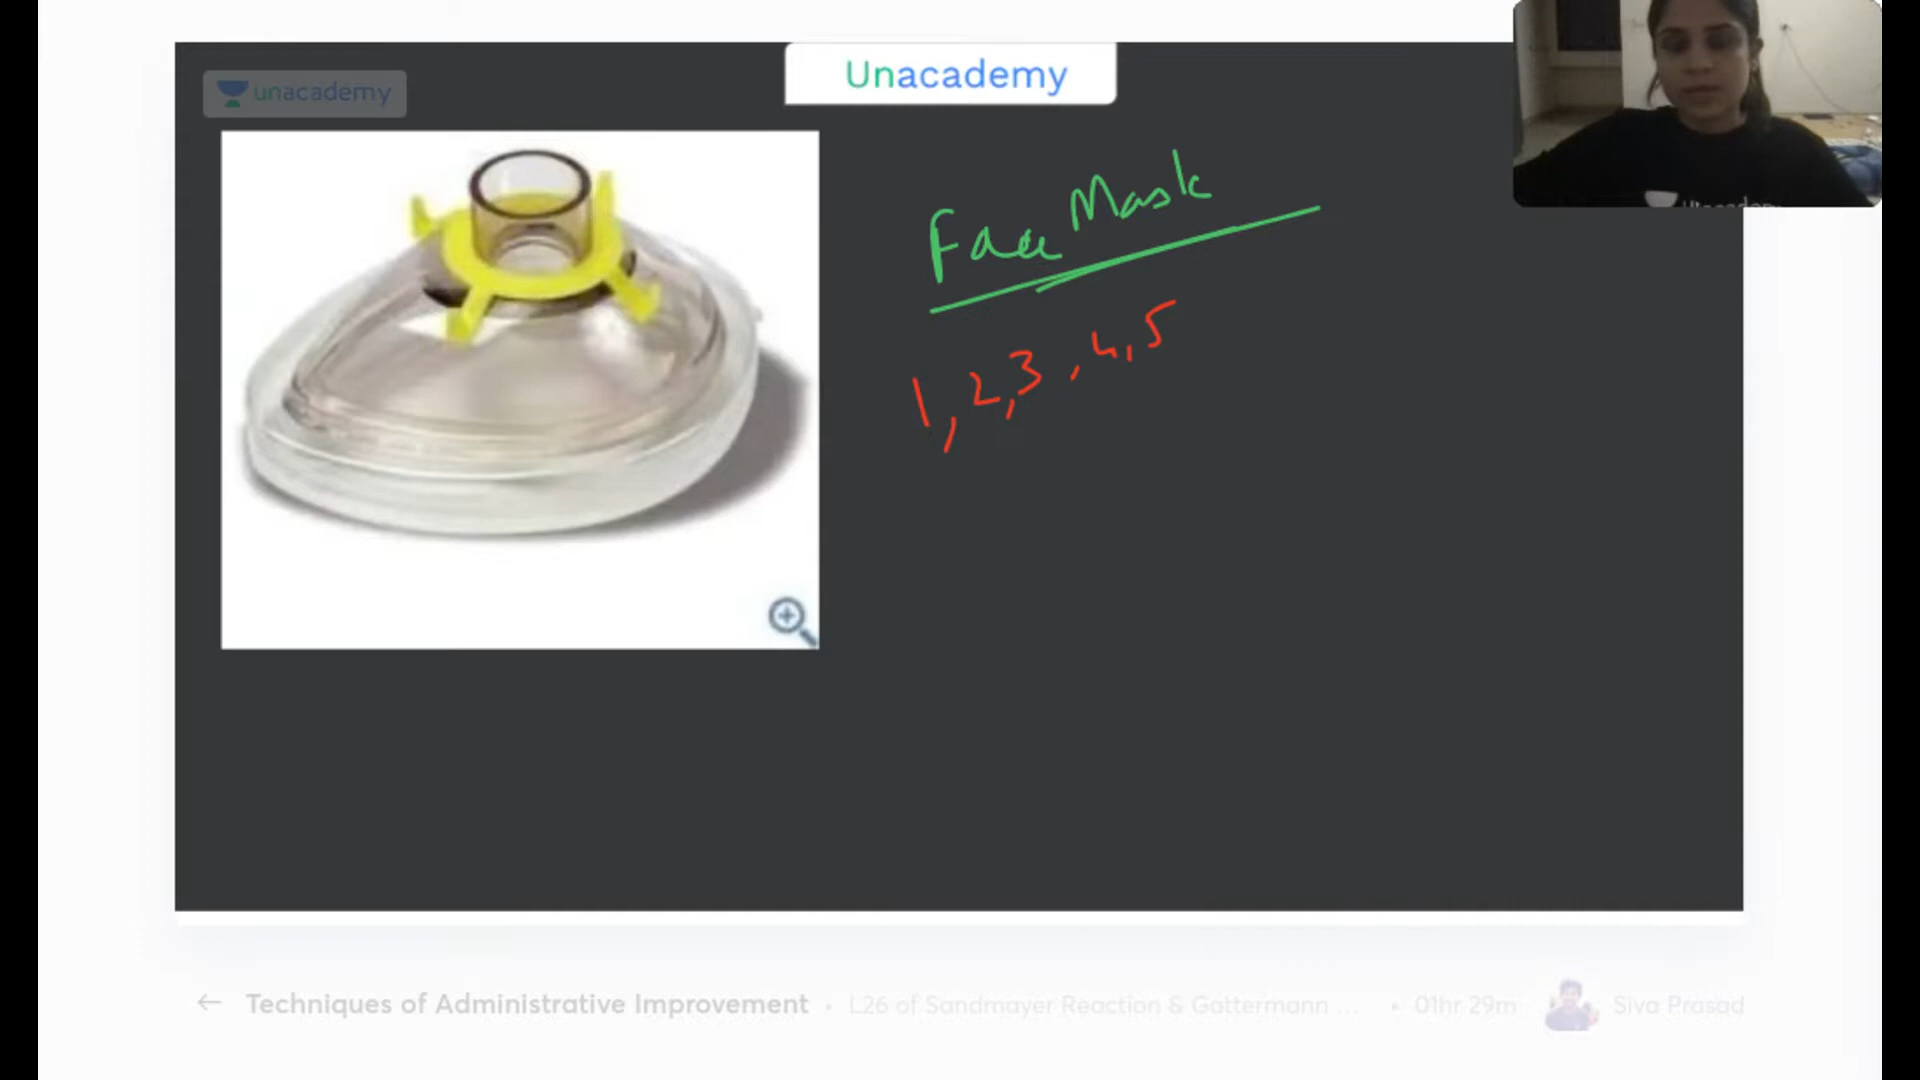 Unacademy
unacademy
Face Mask
1, 2, 3, 4, 5
Unacademy
← Techniques of Administrative Improvement • L26 of Sandmayer Reaction & Gattermann ... • 01hr 29m Siva Prasad